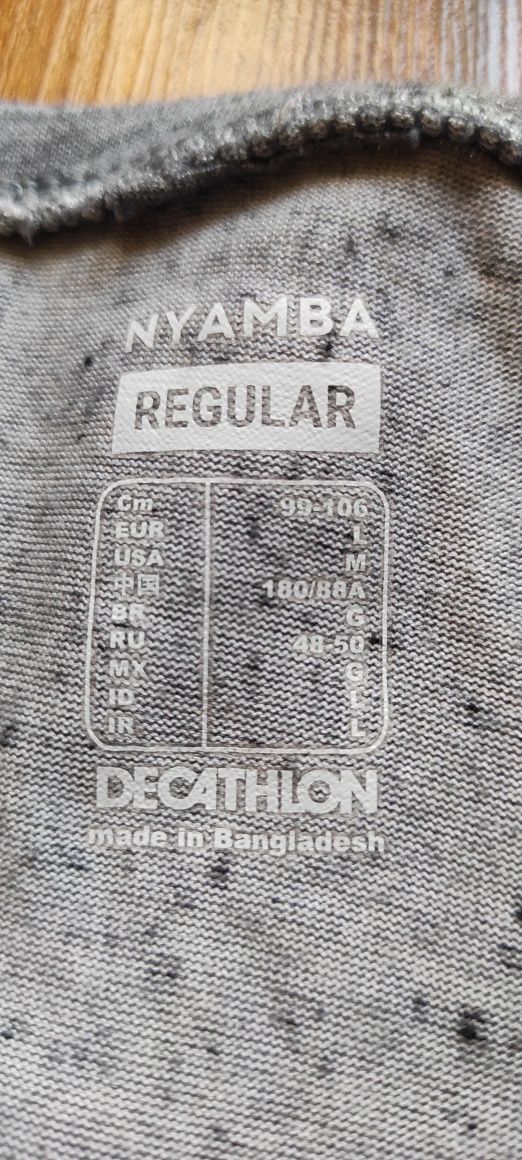 NYAMBA
REGULAR
Cm 99-106
EUR L
USA M
中国 180/88A
BR G
RU 48-50
MX G
ID L
IR L
DECATHLON
made in Bangladesh